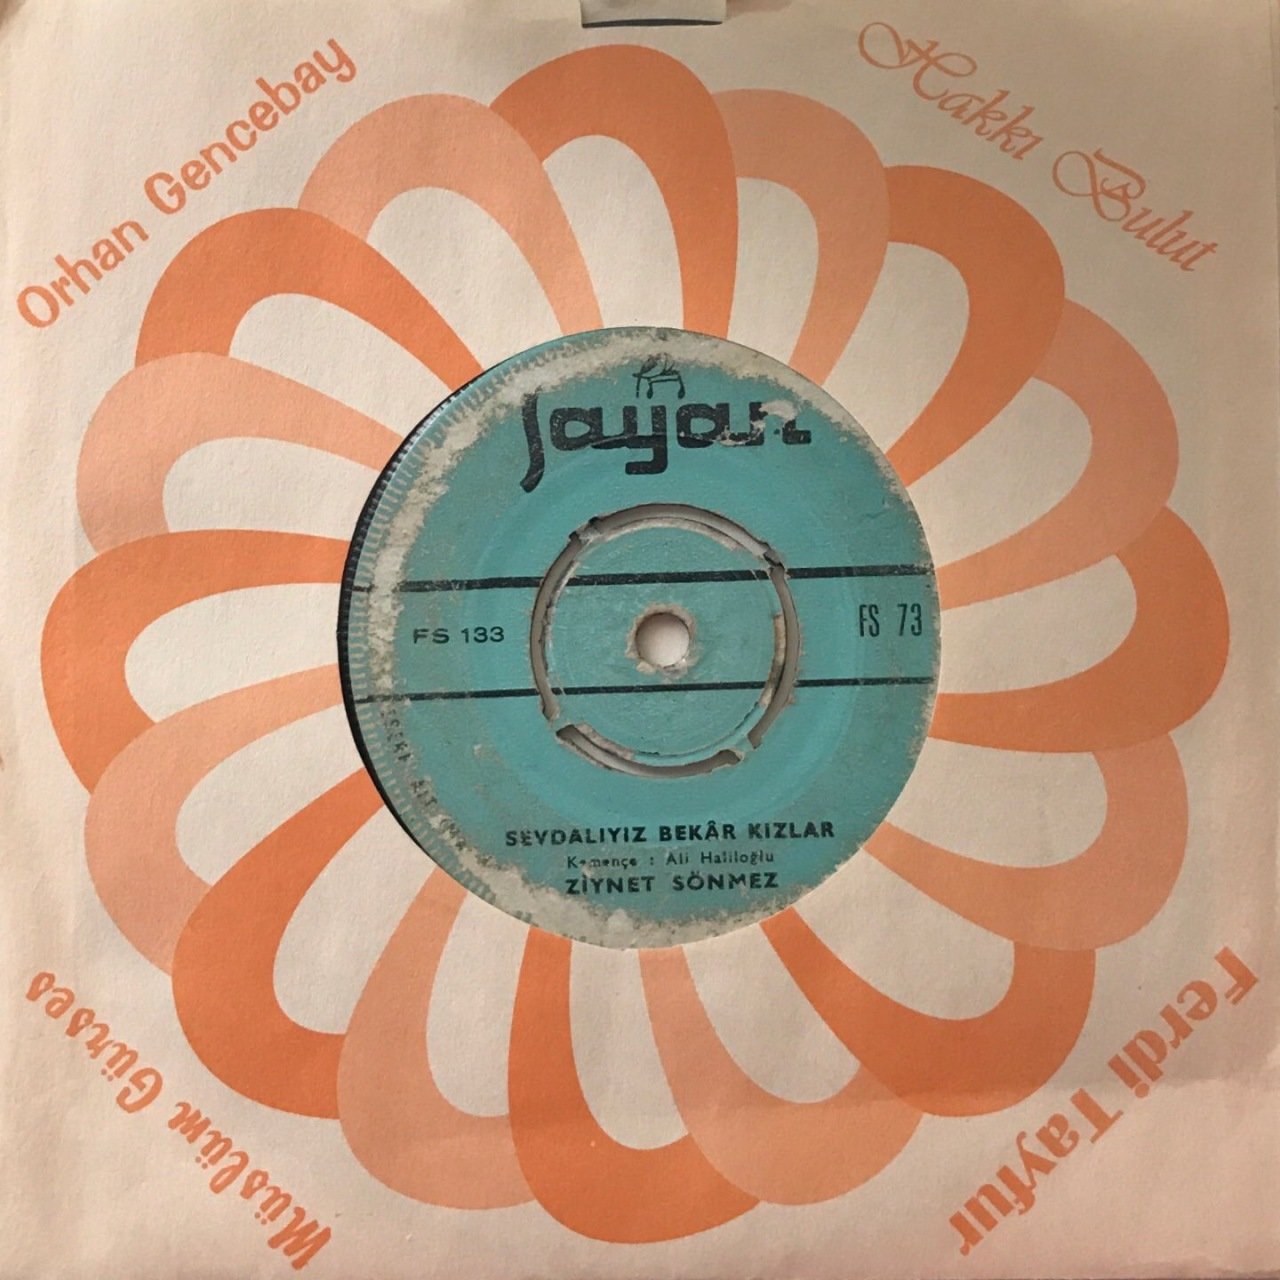 Orhan Gencebay
Hakkı Bulut
Sayan
FS 133
FS 73
SEVDALIYIZ BEKÂR KIZLAR
Kemençe : Ali Haliloğlu
ZİYNET SÖNMEZ
Müslüm Gürses
Ferdi Tayfur